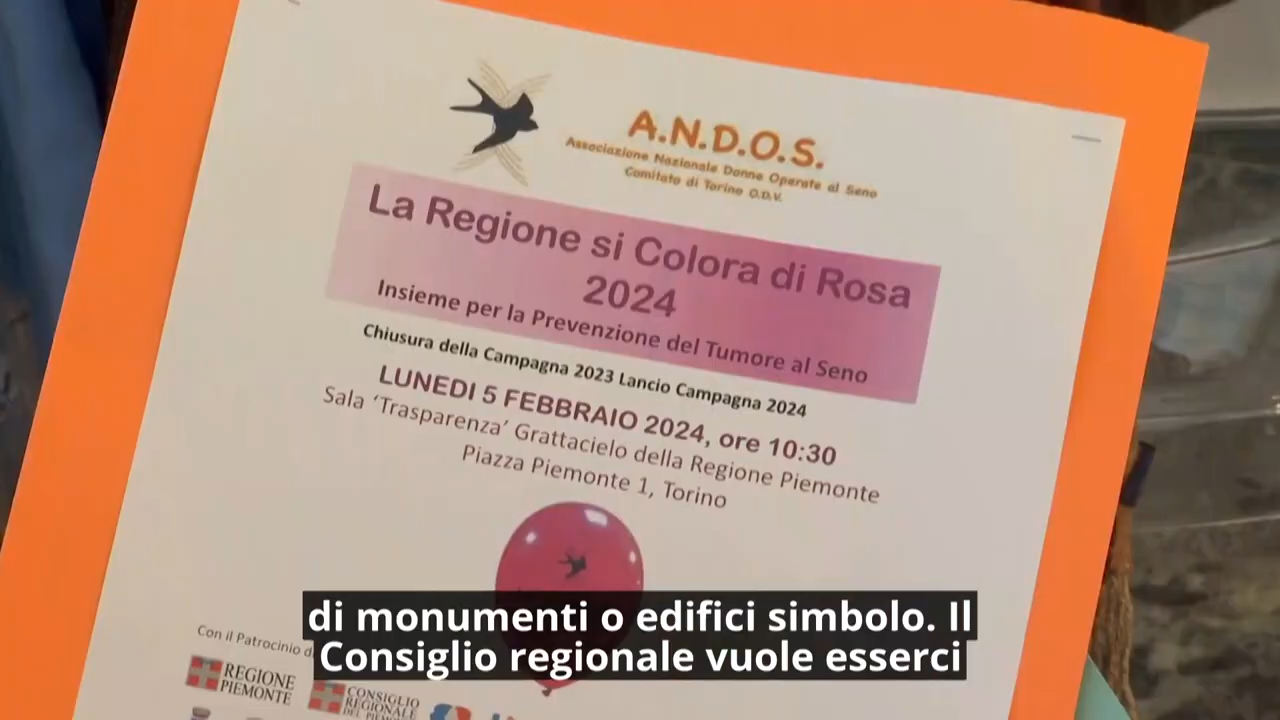 A.N.D.O.S.
Associazione Nazionale Donne Operate al Seno
Comitato di Torino O.D.V.
La Regione si Colora di Rosa
2024
Insieme per la Prevenzione del Tumore al Seno
Chiusura della Campagna 2023 Lancio Campagna 2024
LUNEDI 5 FEBBRAIO 2024, ore 10:30
Sala ‘Trasparenza’ Grattacielo della Regione Piemonte
Piazza Piemonte 1, Torino
di monumenti o edifici simbolo. Il
Consiglio regionale vuole esserci
Con il Patrocinio
REGIONE
PIEMONTE
CONSIGLIO
REGIONALE